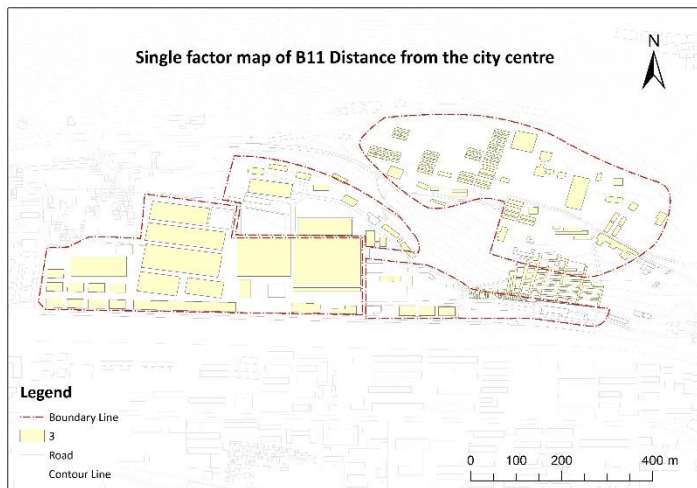 Single factor map of B11 Distance from the city centre
N
Legend
Boundary Line
3
Road
Contour Line
0 100 200 400 m